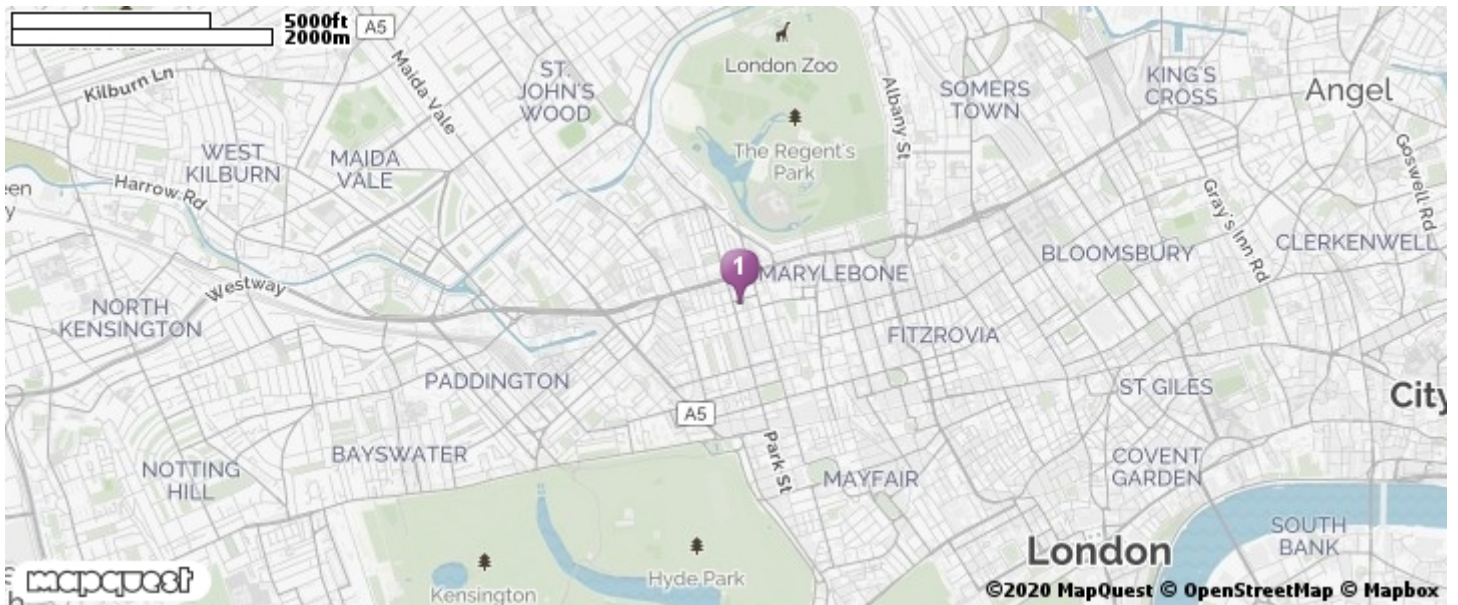 5000ft
2000m
A5
Kilburn Ln
Maida Vale
ST.
JOHN'S
WOOD
London Zoo
Albany St
SOMERS
TOWN
KING'S
CROSS
Angel
WEST
KILBURN
MAIDA
VALE
The Regent's
Park
Goswell Rd
Harrow Rd
Gray's Inn Rd
BLOOMSBURY
CLERKENWELL
1
MARYLEBONE
Westway
NORTH
KENSINGTON
FITZROVIA
PADDINGTON
ST GILES
City
A5
Park St
BAYSWATER
NOTTING
HILL
MAYFAIR
COVENT
GARDEN
SOUTH
BANK
London
Hyde Park
Kensington
mapquest
©2020 MapQuest © OpenStreetMap © Mapbox